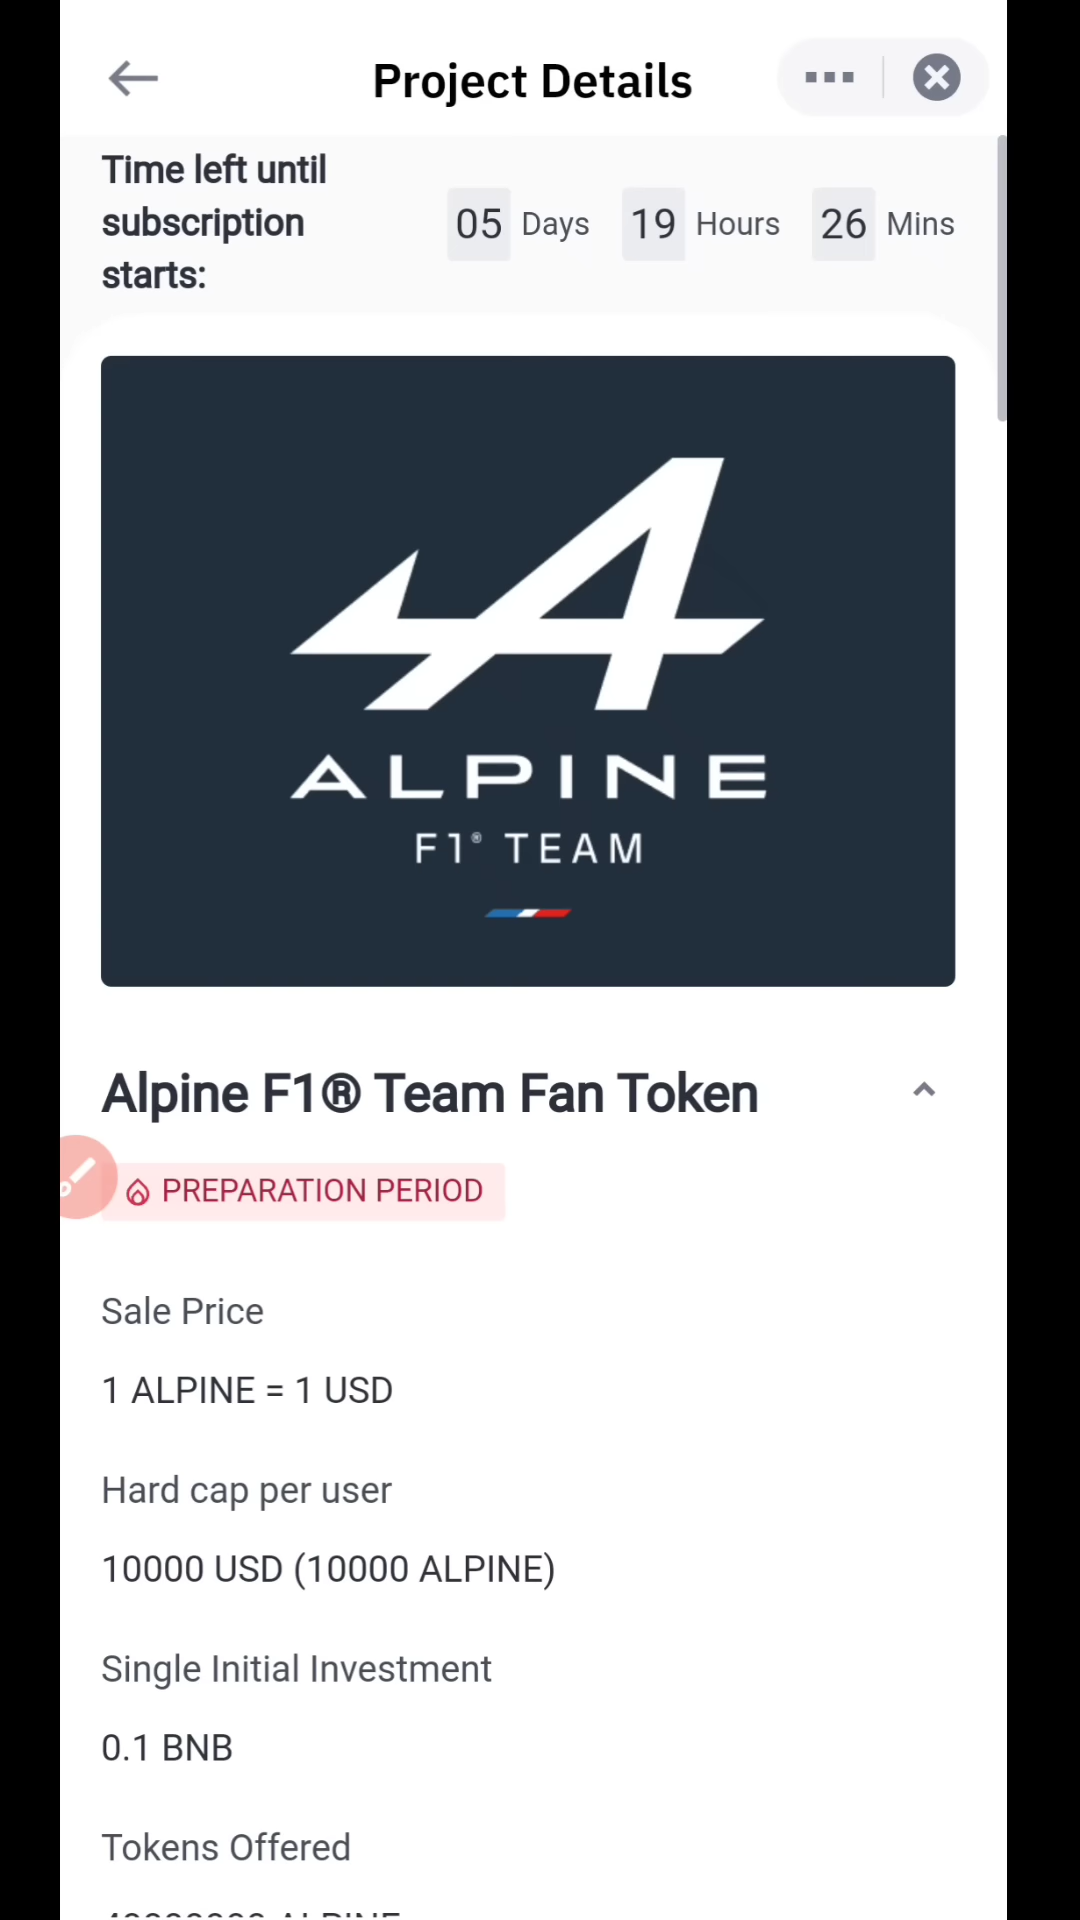 Project Details
Time left until
subscription
starts:
05 Days 19 Hours 26 Mins
ALPINE
F1® TEAM
Alpine F1® Team Fan Token
PREPARATION PERIOD
Sale Price
1 ALPINE = 1 USD
Hard cap per user
10000 USD (10000 ALPINE)
Single Initial Investment
0.1 BNB
Tokens Offered